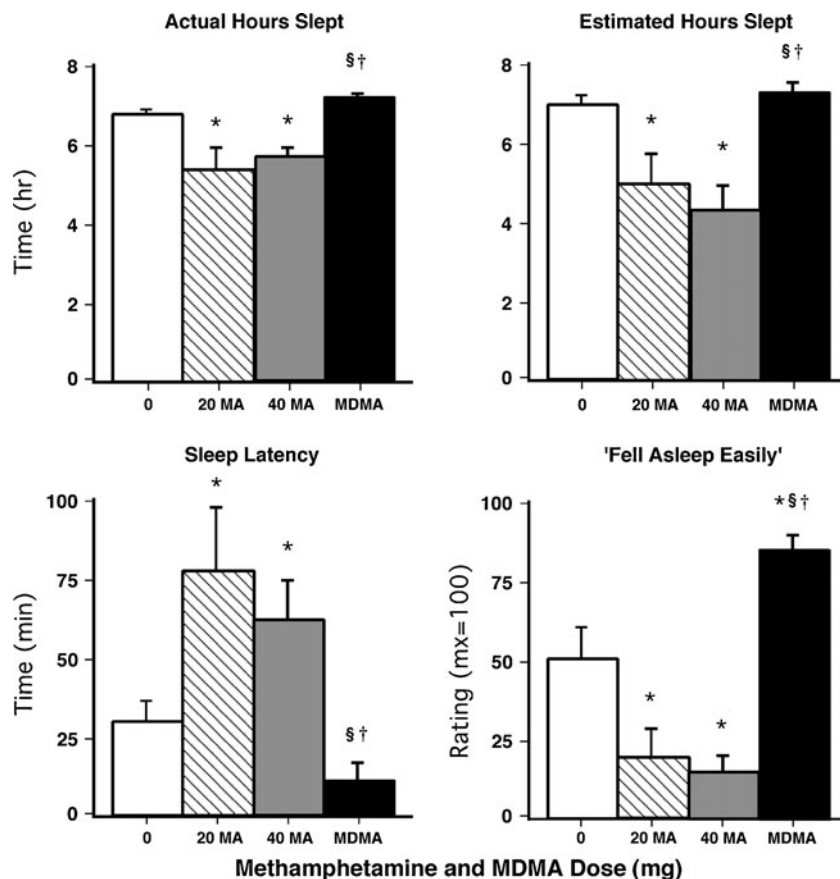 Actual Hours Slept
8
6
4
2
0
Time (hr)
*
*
§†
0 20 MA 40 MA MDMA
Estimated Hours Slept
8
6
4
2
0
*
*
§†
0 20 MA 40 MA MDMA
Sleep Latency
100
75
50
25
0
Time (min)
*
*
§†
0 20 MA 40 MA MDMA
'Fell Asleep Easily'
100
75
50
25
0
Rating (mx=100)
*
*
*§†
0 20 MA 40 MA MDMA
Methamphetamine and MDMA Dose (mg)